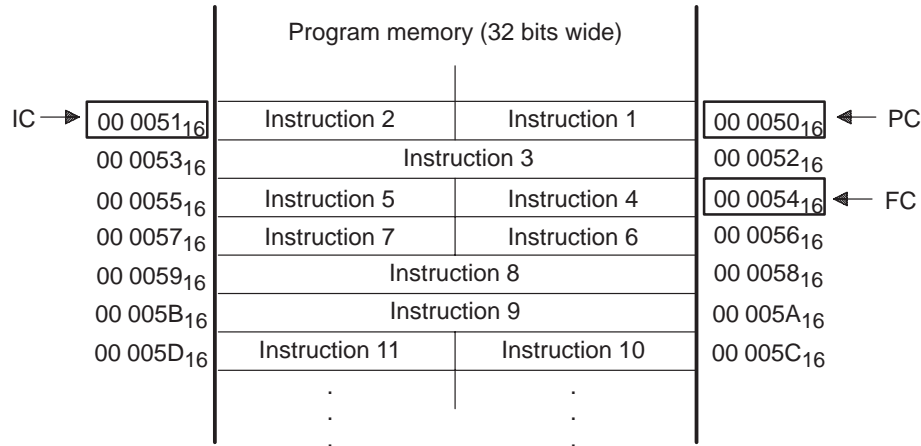 Program memory (32 bits wide)
IC 00 0051₁₆ Instruction 2 Instruction 1 00 0050₁₆ PC
00 0053₁₆ Instruction 3 00 0052₁₆
00 0055₁₆ Instruction 5 Instruction 4 00 0054₁₆ FC
00 0057₁₆ Instruction 7 Instruction 6 00 0056₁₆
00 0059₁₆ Instruction 8 00 0058₁₆
00 005B₁₆ Instruction 9 00 005A₁₆
00 005D₁₆ Instruction 11 Instruction 10 00 005C₁₆
. .
. .
. .